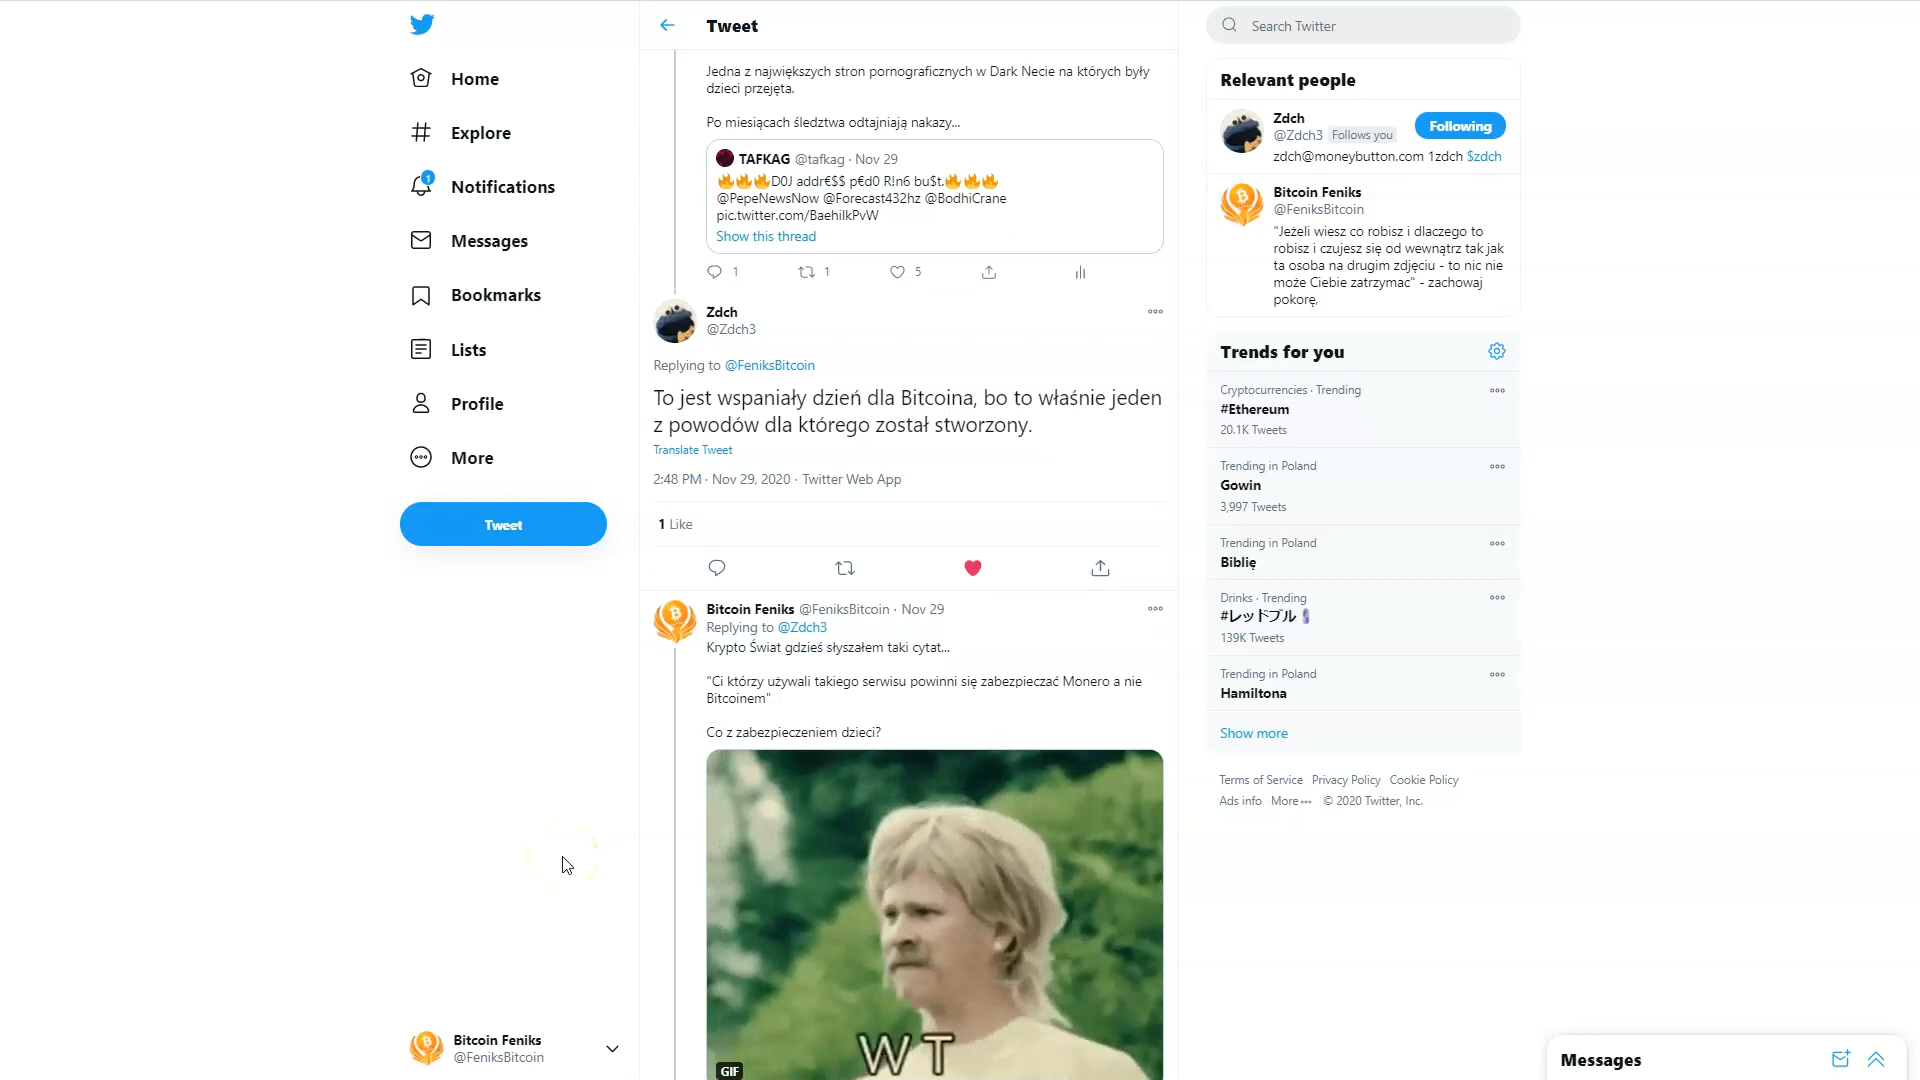 Home
Explore
1
Notifications
Messages
Bookmarks
Lists
Profile
More
Tweet
Bitcoin Feniks
@FeniksBitcoin
Tweet
Jedna z największych stron pornograficznych w Dark Necie na których były
dzieci przejęta.
Po miesiącach śledztwa odtajniają nakazy...
TAFKAG @tafkag · Nov 29
🔥🔥🔥D0J addr€$$ p€d0 R!n6 bu$t.🔥🔥🔥
@PepeNewsNow @Forecast432hz @BodhiCrane
pic.twitter.com/BaehilkPvW
Show this thread
1 1 5
Zdch
@Zdch3
Replying to @FeniksBitcoin
To jest wspaniały dzień dla Bitcoina, bo to właśnie jeden
z powodów dla którego został stworzony.
Translate Tweet
2:48 PM · Nov 29, 2020 · Twitter Web App
1 Like
Bitcoin Feniks @FeniksBitcoin · Nov 29
Replying to @Zdch3
Krypto Świat gdzieś słyszałem taki cytat...
"Ci którzy używali takiego serwisu powinni się zabezpieczać Monero a nie
Bitcoinem"
Co z zabezpieczeniem dzieci?
WT
GIF
Search Twitter
Relevant people
Zdch
@Zdch3 Follows you
Following
zdch@moneybutton.com 1zdch $zdch
Bitcoin Feniks
@FeniksBitcoin
"Jeżeli wiesz co robisz i dlaczego to
robisz i czujesz się od wewnątrz tak jak
ta osoba na drugim zdjęciu - to nic nie
może Ciebie zatrzymac" - zachowaj
pokorę,
Trends for you
Cryptocurrencies · Trending
#Ethereum
20.1K Tweets
Trending in Poland
Gowin
3,997 Tweets
Trending in Poland
Biblię
Drinks · Trending
#レッドブル
139K Tweets
Trending in Poland
Hamiltona
Show more
Terms of Service Privacy Policy Cookie Policy
Ads info More © 2020 Twitter, Inc.
Messages